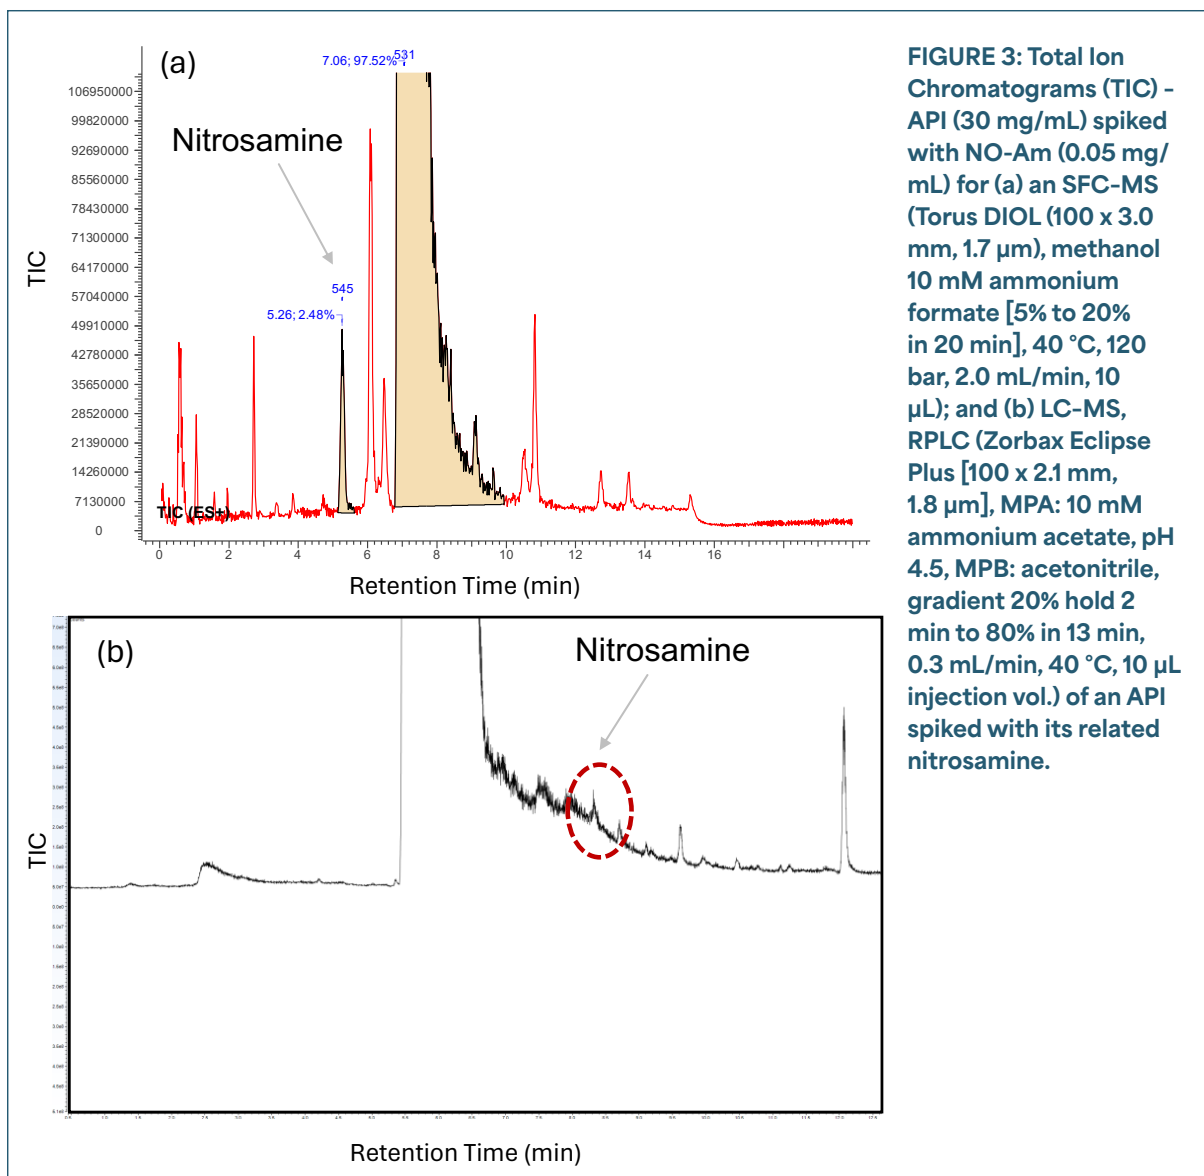 (a)
7.06; 97.52%
531
106950000
99820000
92690000
85560000
78430000
71300000
64170000
57040000
49910000
42780000
35650000
28520000
21390000
14260000
7130000
0
TIC
Nitrosamine
545
5.26; 2.48%
TIC (ES+)
0 2 4 6 8 10 12 14 16
Retention Time (min)
(b)
Nitrosamine
TIC
Retention Time (min)
FIGURE 3: Total Ion
Chromatograms (TIC) -
API (30 mg/mL) spiked
with NO-Am (0.05 mg/
mL) for (a) an SFC-MS
(Torus DIOL (100 x 3.0
mm, 1.7 µm), methanol
10 mM ammonium
formate [5% to 20%
in 20 min], 40 °C, 120
bar, 2.0 mL/min, 10
µL); and (b) LC-MS,
RPLC (Zorbax Eclipse
Plus [100 x 2.1 mm,
1.8 µm], MPA: 10 mM
ammonium acetate, pH
4.5, MPB: acetonitrile,
gradient 20% hold 2
min to 80% in 13 min,
0.3 mL/min, 40 °C, 10 µL
injection vol.) of an API
spiked with its related
nitrosamine.